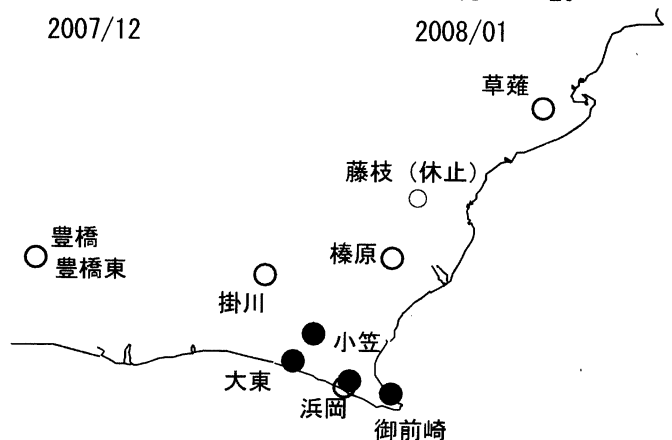 2007/12
2008/01
草薙
藤枝（休止）
豊橋
豊橋東
榛原
掛川
小笠
大東
浜岡
御前崎